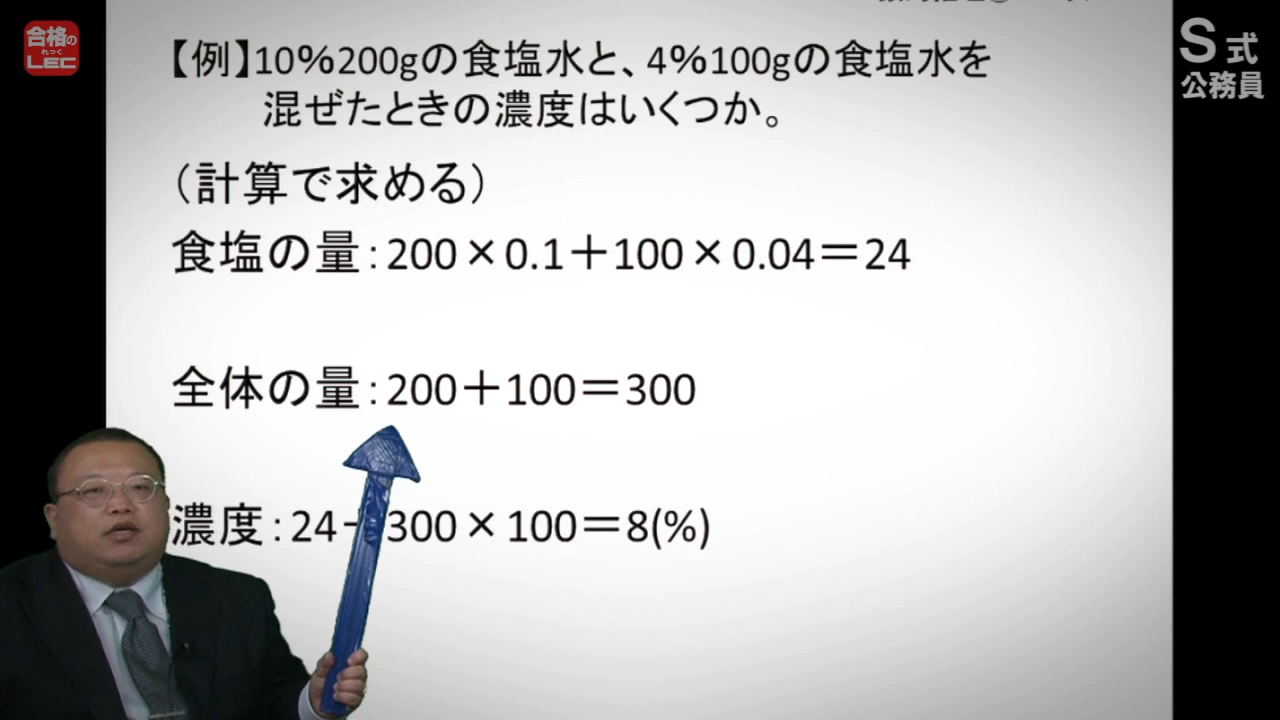 合格の
れっく
LEC
S式
公務員
【例】10%200gの食塩水と、4%100gの食塩水を
混ぜたときの濃度はいくつか。
（計算で求める）
食塩の量：200×0.1＋100×0.04＝24
全体の量：200＋100＝300
濃度：24 300×100＝8(%)